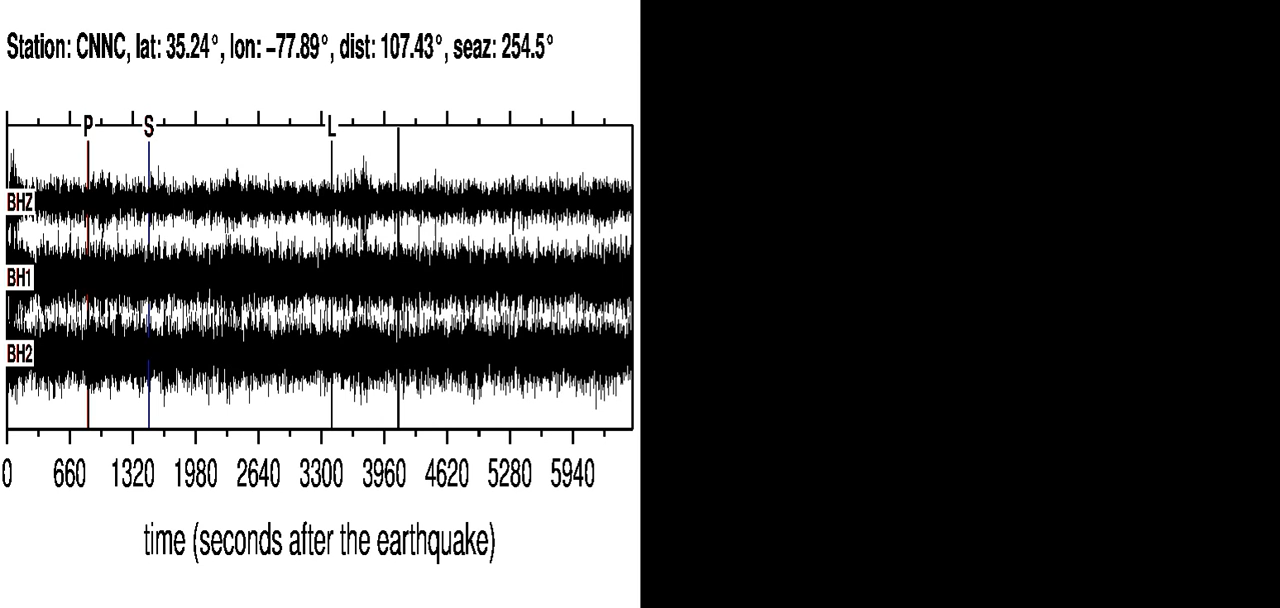 Station: CNNC, lat: 35.24°, lon: −77.89°, dist: 107.43°, seaz: 254.5°
P S L
BHZ
BH1
BH2
0 660 1320 1980 2640 3300 3960 4620 5280 5940
time (seconds after the earthquake)